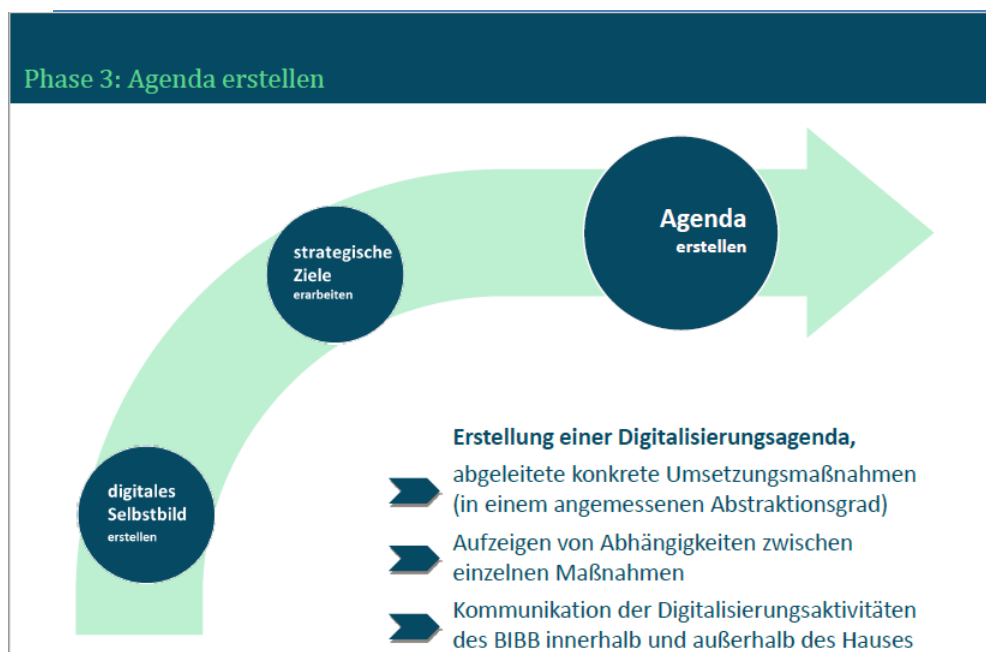 Phase 3: Agenda erstellen
Agenda
erstellen
strategische
Ziele
erarbeiten
digitales
Selbstbild
erstellen
Erstellung einer Digitalisierungsagenda,
abgeleitete konkrete Umsetzungsmaßnahmen
(in einem angemessenen Abstraktionsgrad)
Aufzeigen von Abhängigkeiten zwischen
einzelnen Maßnahmen
Kommunikation der Digitalisierungsaktivitäten
des BIBB innerhalb und außerhalb des Hauses